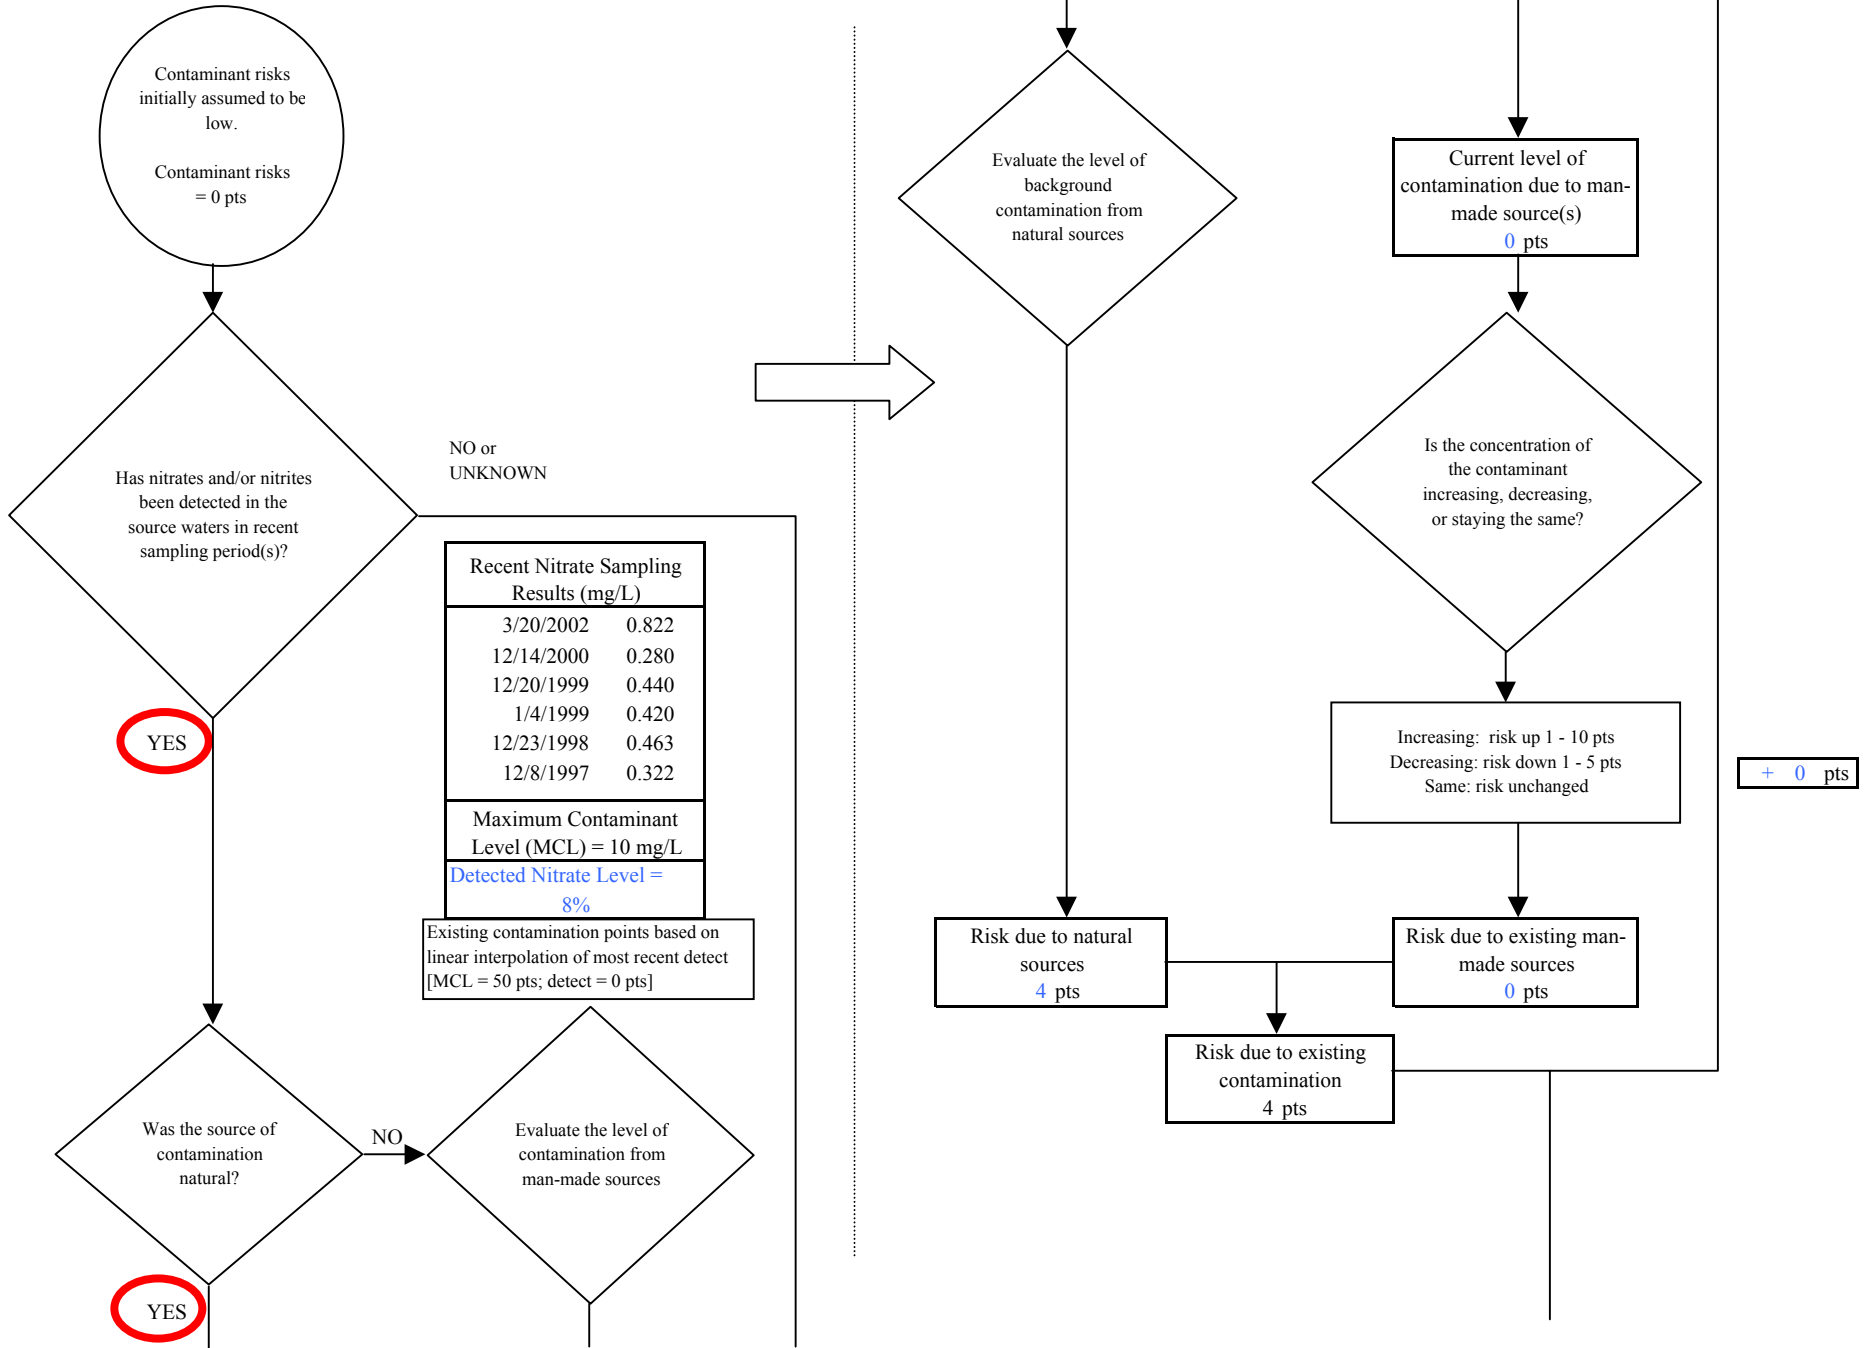 Contaminant risks
initially assumed to be
low.
Contaminant risks
= 0 pts
Has nitrates and/or nitrites
been detected in the
source waters in recent
sampling period(s)?
NO or
UNKNOWN
YES
Recent Nitrate Sampling
Results (mg/L)
3/20/2002 0.822
12/14/2000 0.280
12/20/1999 0.440
1/4/1999 0.420
12/23/1998 0.463
12/8/1997 0.322
Maximum Contaminant
Level (MCL) = 10 mg/L
Detected Nitrate Level =
8%
Existing contamination points based on
linear interpolation of most recent detect
[MCL = 50 pts; detect = 0 pts]
Was the source of
contamination
natural?
NO
Evaluate the level of
contamination from
man-made sources
YES
Evaluate the level of
background
contamination from
natural sources
Current level of
contamination due to man-
made source(s)
0 pts
Is the concentration of
the contaminant
increasing, decreasing,
or staying the same?
Increasing: risk up 1 - 10 pts
Decreasing: risk down 1 - 5 pts
Same: risk unchanged
+ 0 pts
Risk due to natural
sources
4 pts
Risk due to existing man-
made sources
0 pts
Risk due to existing
contamination
4 pts